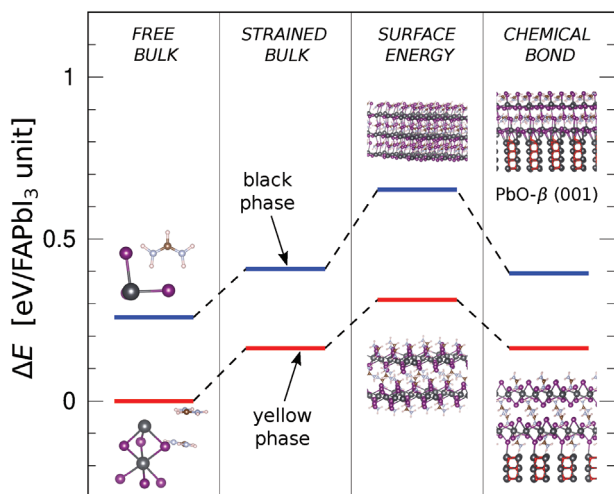 FREE
BULK
STRAINED
BULK
SURFACE
ENERGY
CHEMICAL
BOND
1
0.5
0
ΔE [eV/FAPbI₃ unit]
black
phase
PbO-β (001)
yellow
phase